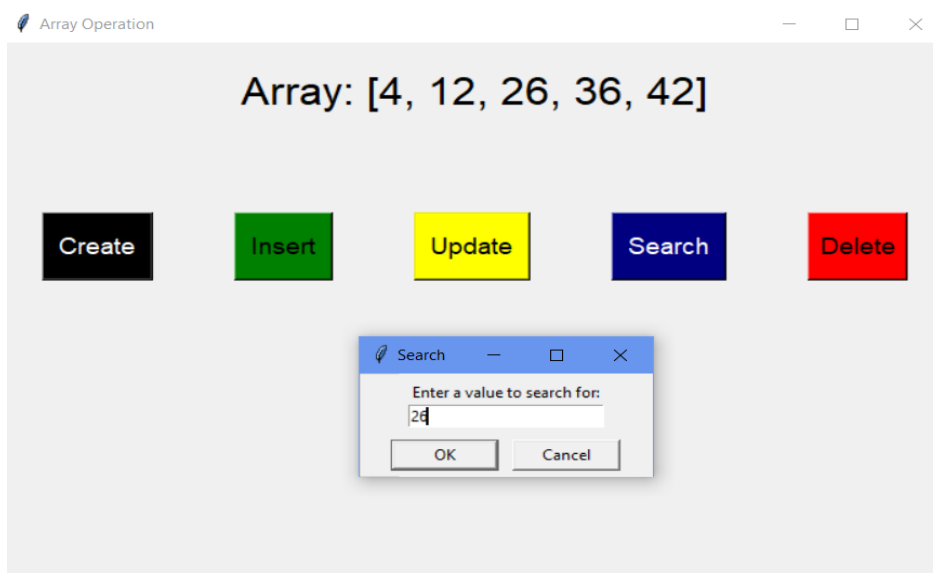 Array Operation
Array: [4, 12, 26, 36, 42]
Create Insert Update Search Delete
Search
Enter a value to search for:
26
OK Cancel